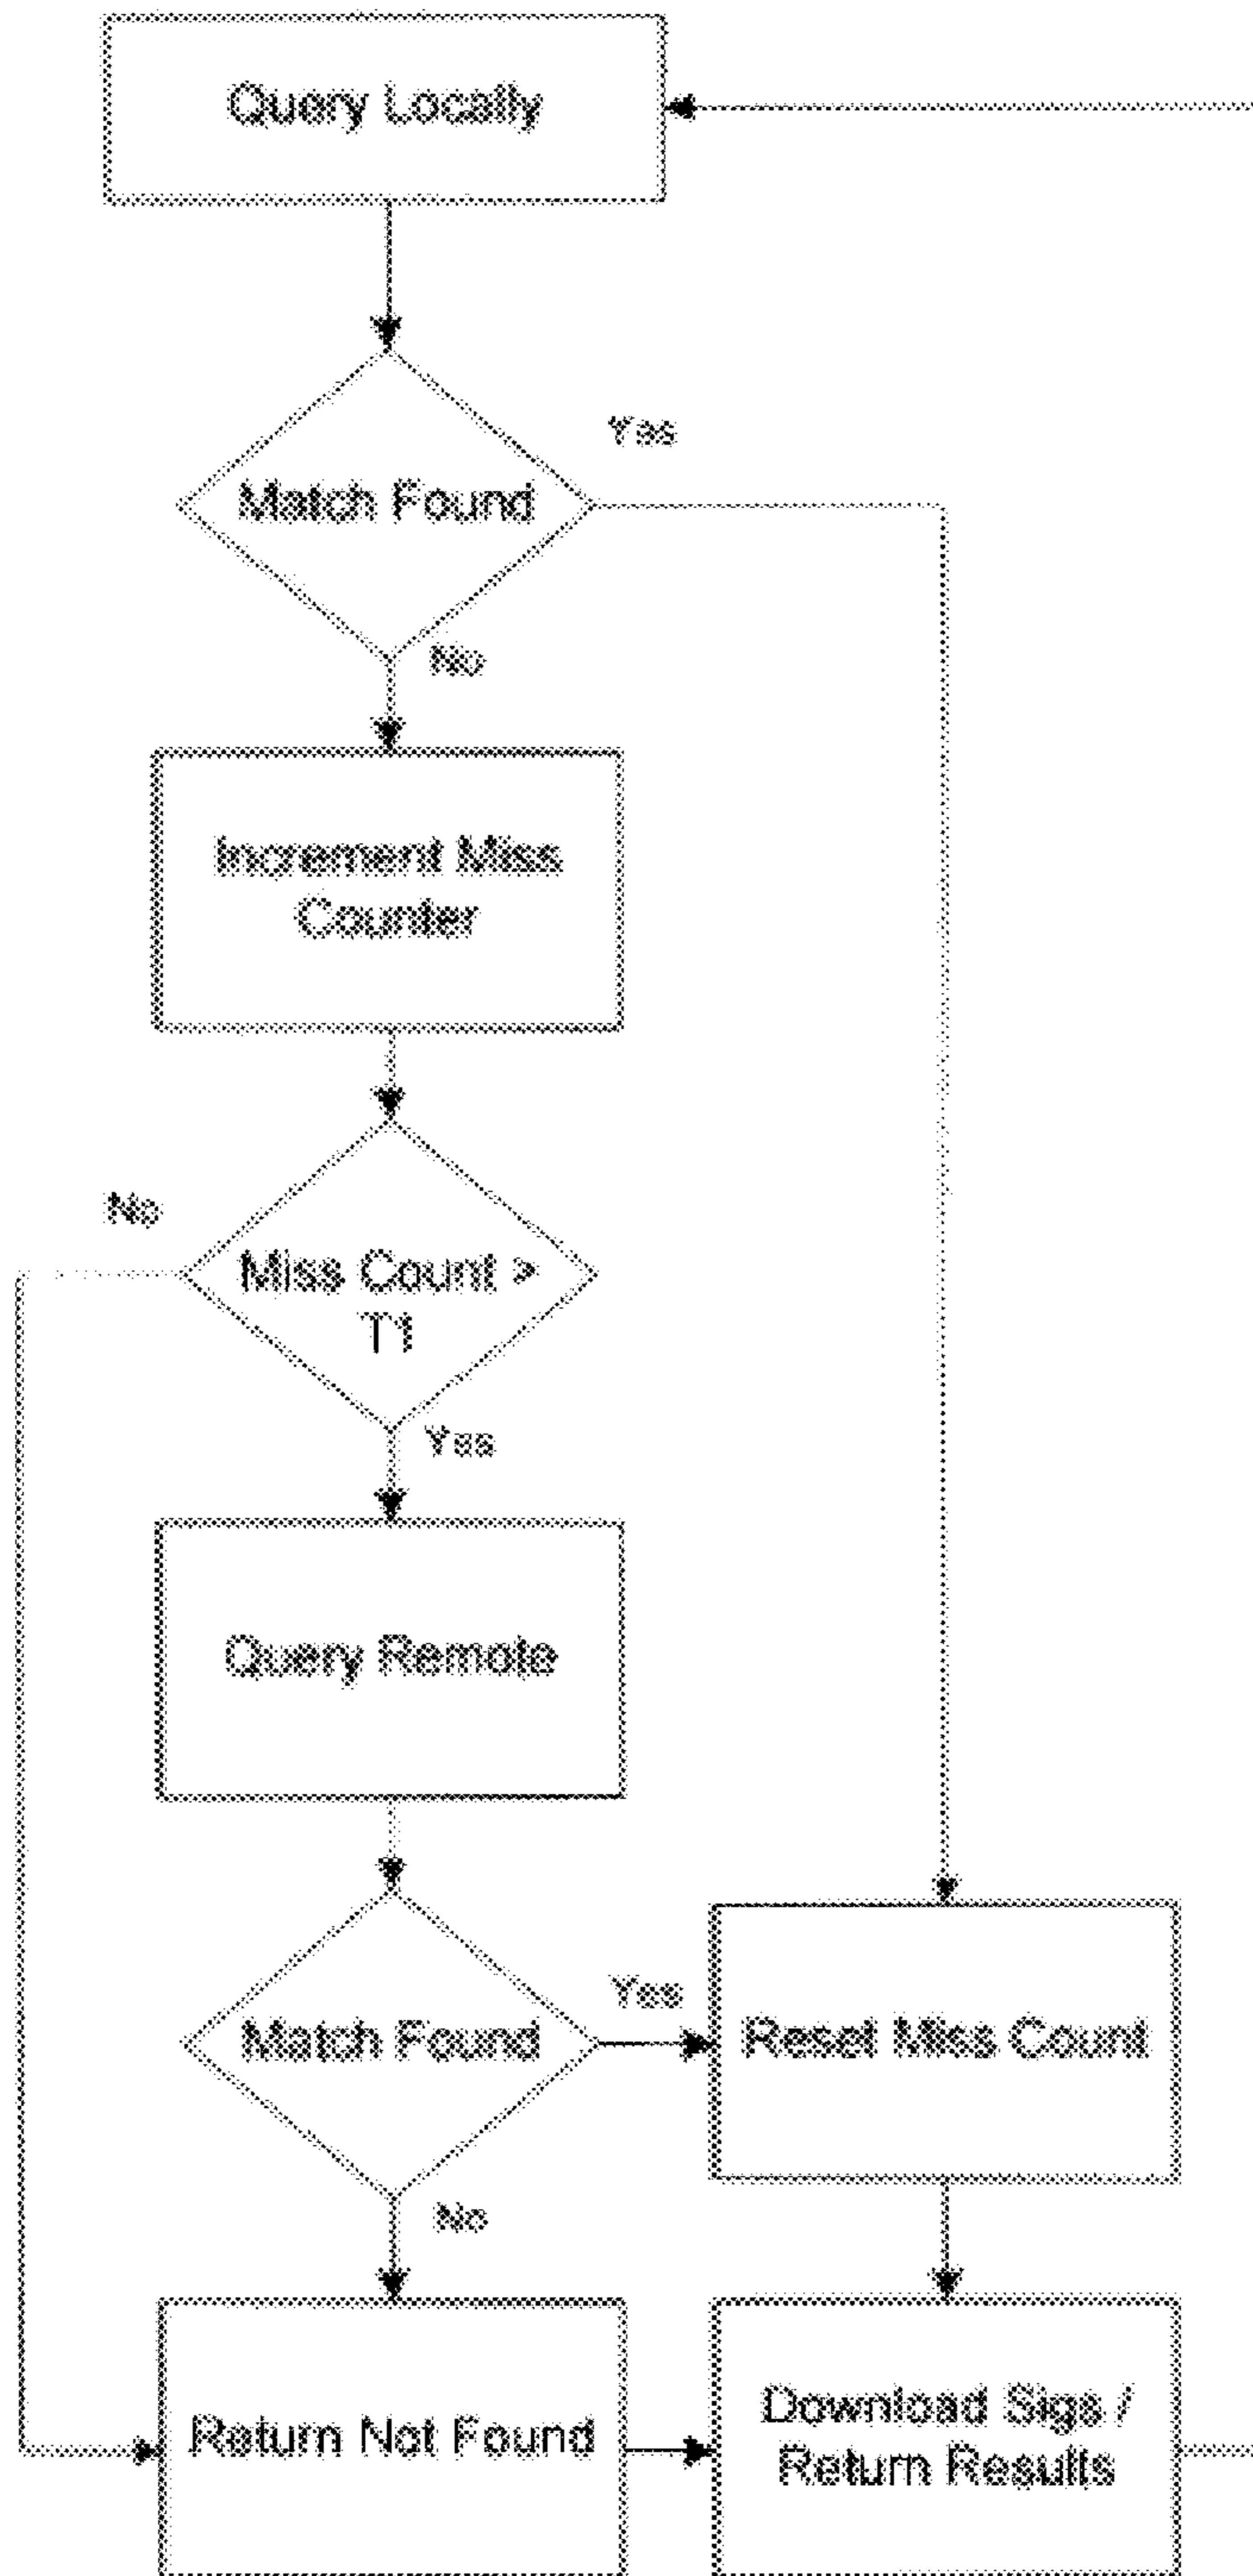 Query Locally
Yes
Match Found
No
Increment Miss
Counter
No
Miss Count >
T1
Yes
Query Remote
Yes
Match Found
Reset Miss Count
No
Return Not Found
Download Sigs /
Return Results